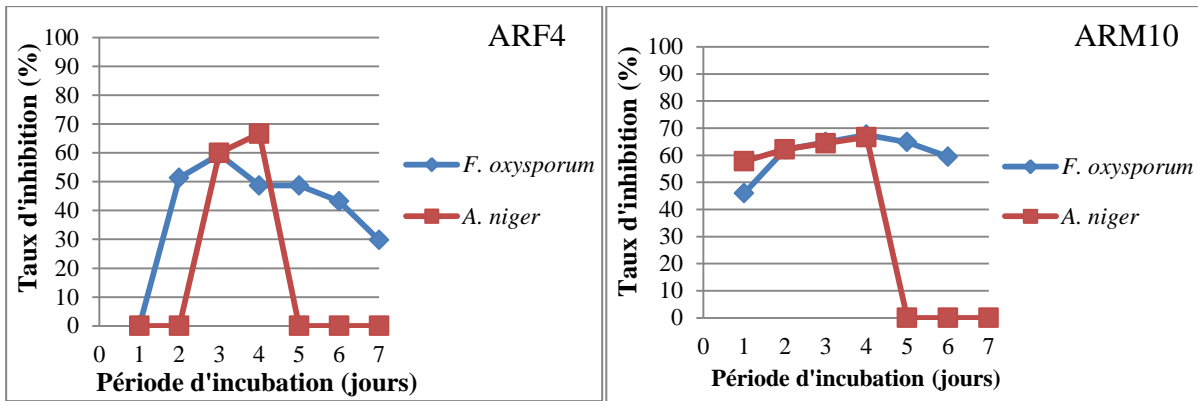 ARF4
Taux d'inhibition (%)
100
90
80
70
60
50
40
30
20
10
0
0 1 2 3 4 5 6 7
Période d'incubation (jours)
F. oxysporum
A. niger
ARM10
Taux d'inhibition (%)
100
90
80
70
60
50
40
30
20
10
0
0 1 2 3 4 5 6 7
Période d'incubation (jours)
F. oxysporum
A. niger